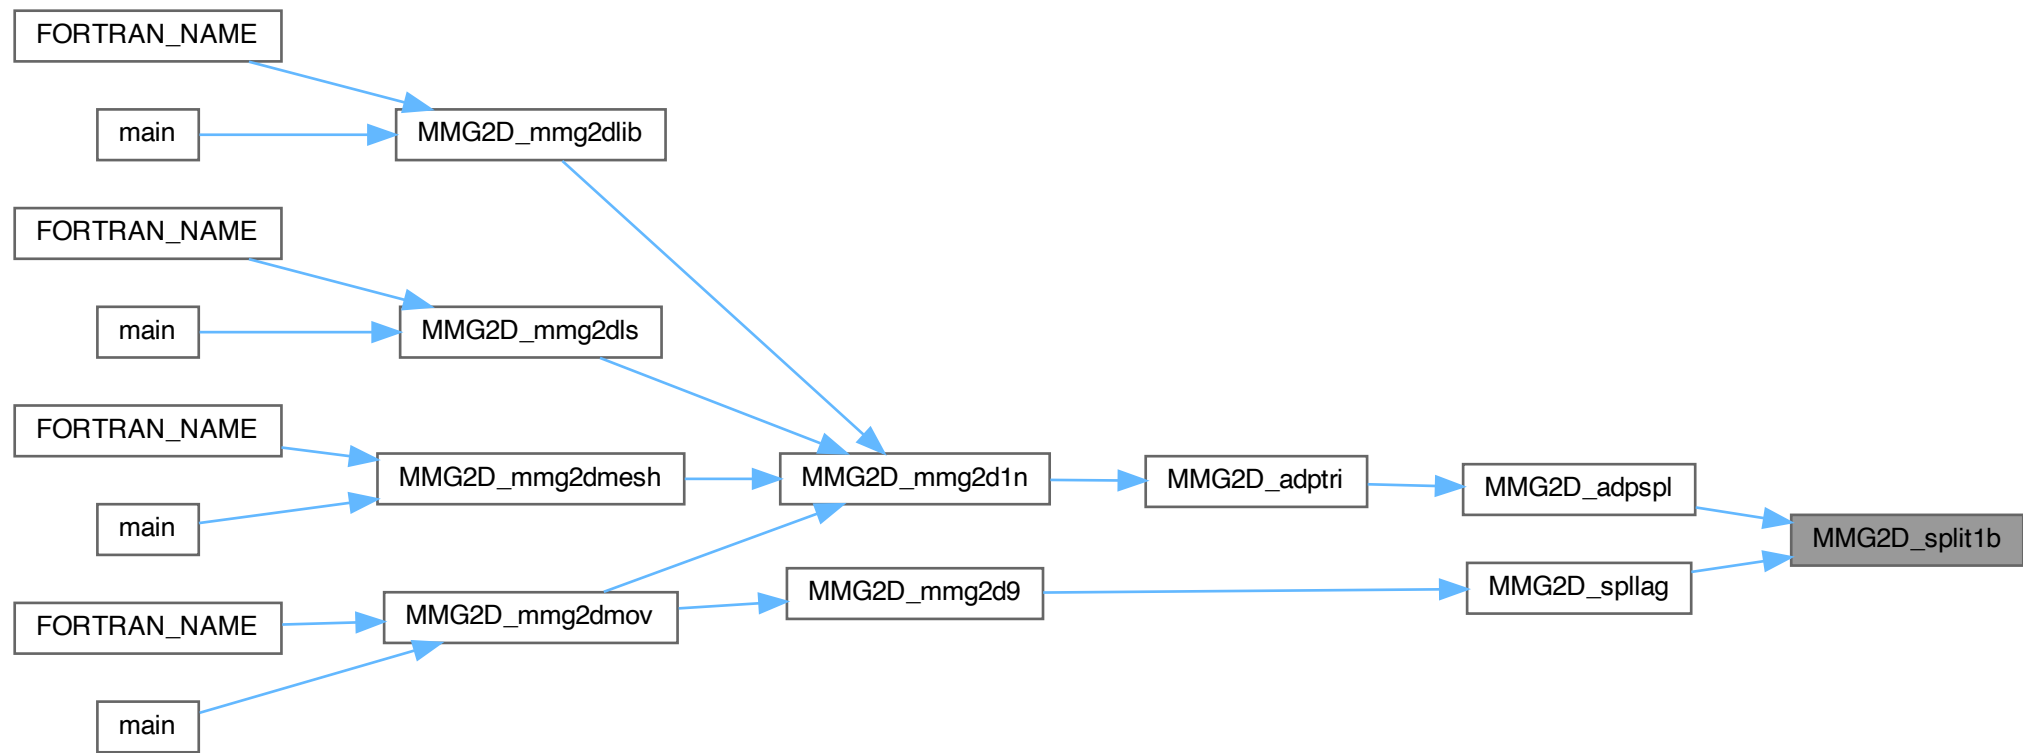 FORTRAN_NAME
main
MMG2D_mmg2dlib
FORTRAN_NAME
main
MMG2D_mmg2dls
FORTRAN_NAME
main
MMG2D_mmg2dmesh
MMG2D_mmg2d1n
MMG2D_adptri
MMG2D_adpspl
MMG2D_split1b
FORTRAN_NAME
main
MMG2D_mmg2dmov
MMG2D_mmg2d9
MMG2D_spllag